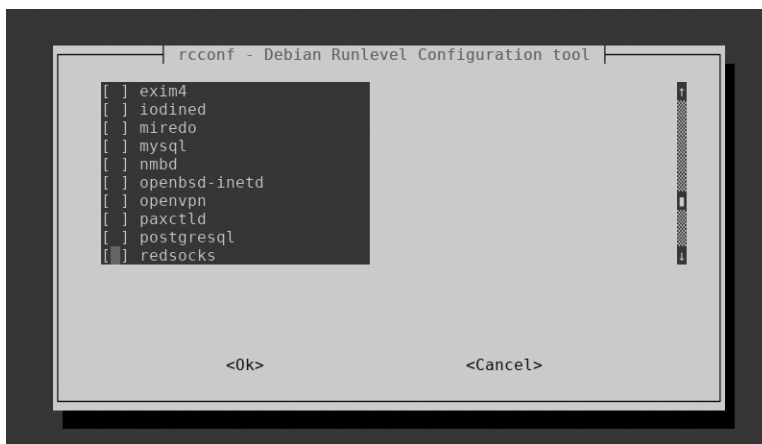 rcconf - Debian Runlevel Configuration tool
[ ] exim4
[ ] iodined
[ ] miredo
[ ] mysql
[ ] nmbd
[ ] openbsd-inetd
[ ] openvpn
[ ] paxctld
[ ] postgresql
[ ] redsocks
<Ok> <Cancel>